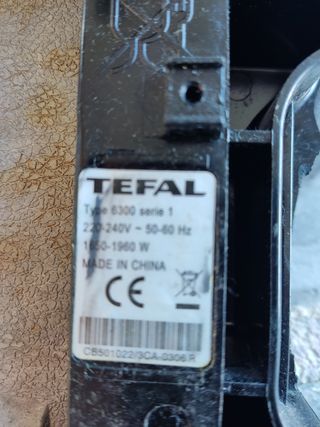 TEFAL
Type 6300 serie 1
220-240V ~ 50-60 Hz
1650-1960 W
MADE IN CHINA
CE
CB501022/3CA-0306 R